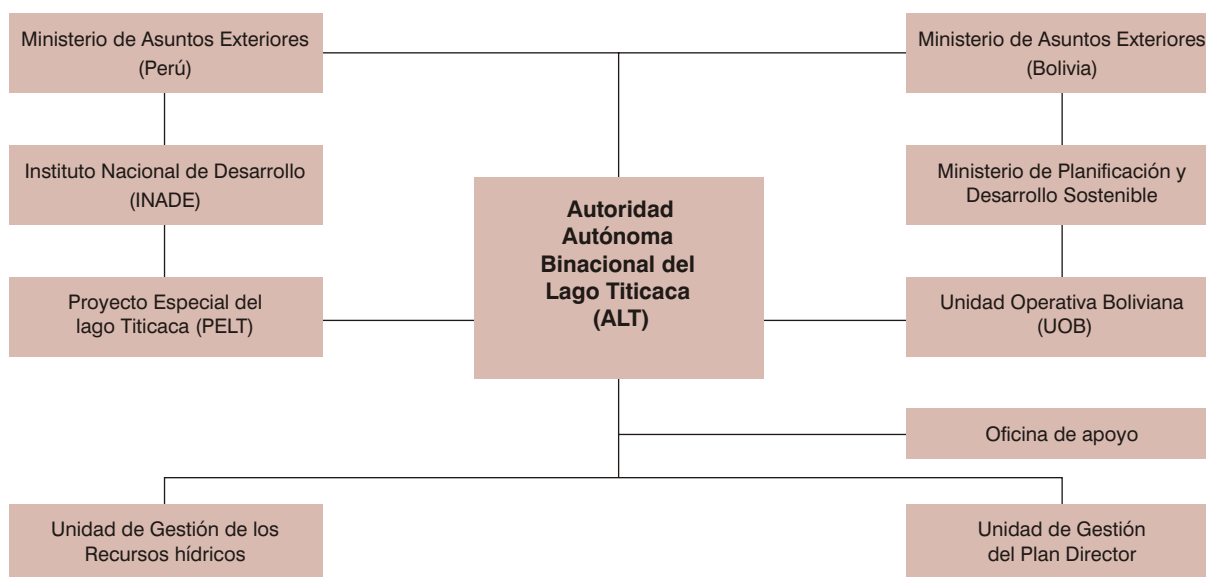 Ministerio de Asuntos Exteriores
(Perú)
Ministerio de Asuntos Exteriores
(Bolivia)
Instituto Nacional de Desarrollo
(INADE)
Ministerio de Planificación y
Desarrollo Sostenible
Autoridad
Autónoma
Binacional del
Lago Titicaca
(ALT)
Proyecto Especial del
lago Titicaca (PELT)
Unidad Operativa Boliviana
(UOB)
Oficina de apoyo
Unidad de Gestión de los
Recursos hídricos
Unidad de Gestión
del Plan Director